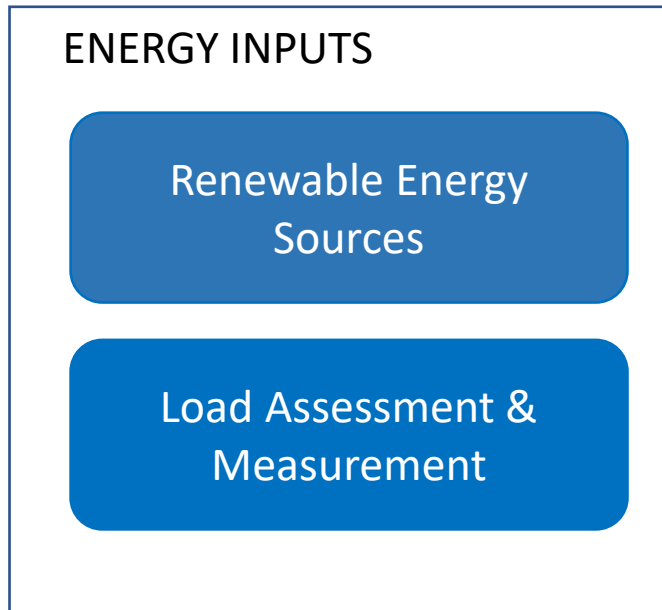 ENERGY INPUTS
Renewable Energy
Sources
Load Assessment &
Measurement